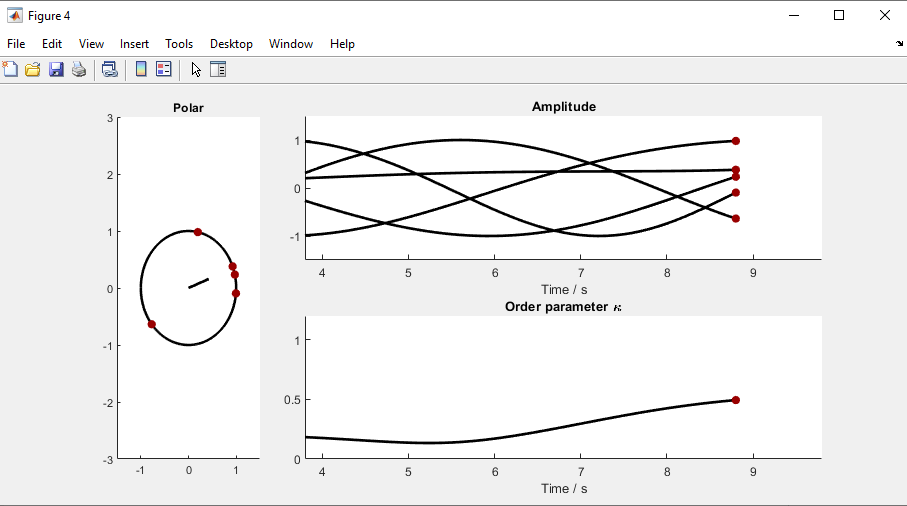 Figure 4
File Edit View Insert Tools Desktop Window Help
Polar
3
2
1
0
-1
-2
-3
-1 0 1
Amplitude
1
0
-1
4 5 6 7 8 9
Time / s
Order parameter κ
1
0.5
0
4 5 6 7 8 9
Time / s